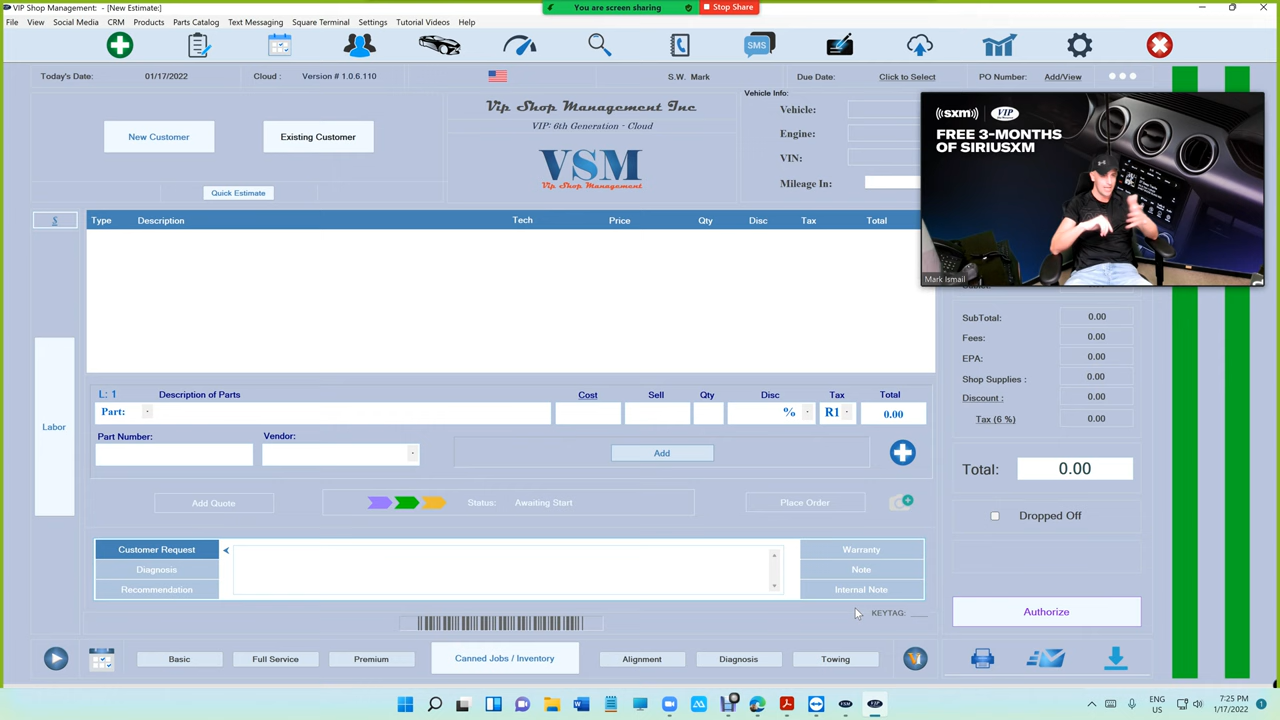 VIP Shop Management: - [New Estimate:]
You are screen sharing
Stop Share
File View Social Media CRM Products Parts Catalog Text Messaging Square Terminal Settings Tutorial Videos Help
SMS
Today's Date: 01/17/2022 Cloud : Version # 1.0.6.110 S.W. Mark Due Date: Click to Select PO Number: Add/View
New Customer
Existing Customer
Quick Estimate
Vip Shop Management Inc
VIP: 6th Generation - Cloud
VSM
Vip Shop Management
Vehicle Info:
Vehicle:
Engine:
VIN:
Mileage In:
((sxm)) VIP
FREE 3-MONTHS
OF SIRIUSXM
Mark Ismail
S Type Description Tech Price Qty Disc Tax Total
Labor
SubTotal: 0.00
Fees: 0.00
EPA: 0.00
Shop Supplies : 0.00
Discount : 0.00
Tax (6 %) 0.00
Total: 0.00
Dropped Off
Authorize
L: 1 Description of Parts Cost Sell Qty Disc Tax Total
Part: % R1 0.00
Part Number: Vendor:
Add
Add Quote Status: Awaiting Start Place Order
Customer Request
Diagnosis
Recommendation
Warranty
Note
Internal Note
KEYTAG:
Basic Full Service Premium Canned Jobs / Inventory Alignment Diagnosis Towing
ENG
US
7:25 PM
1/17/2022